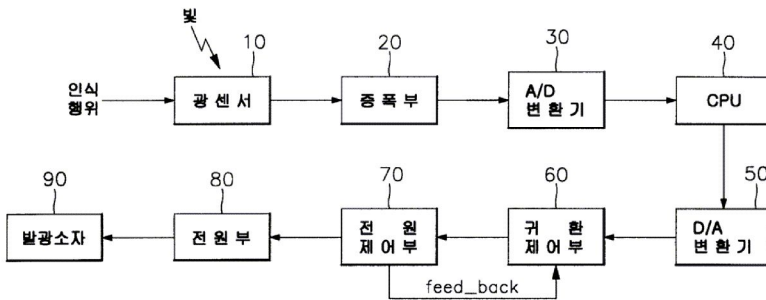 빛
10
20
30
40
인식
행위
광센서
증폭부
A/D
변환기
CPU
90
80
70
60
50
발광소자
전원부
전원
제어부
귀환
제어부
D/A
변환기
feed_back